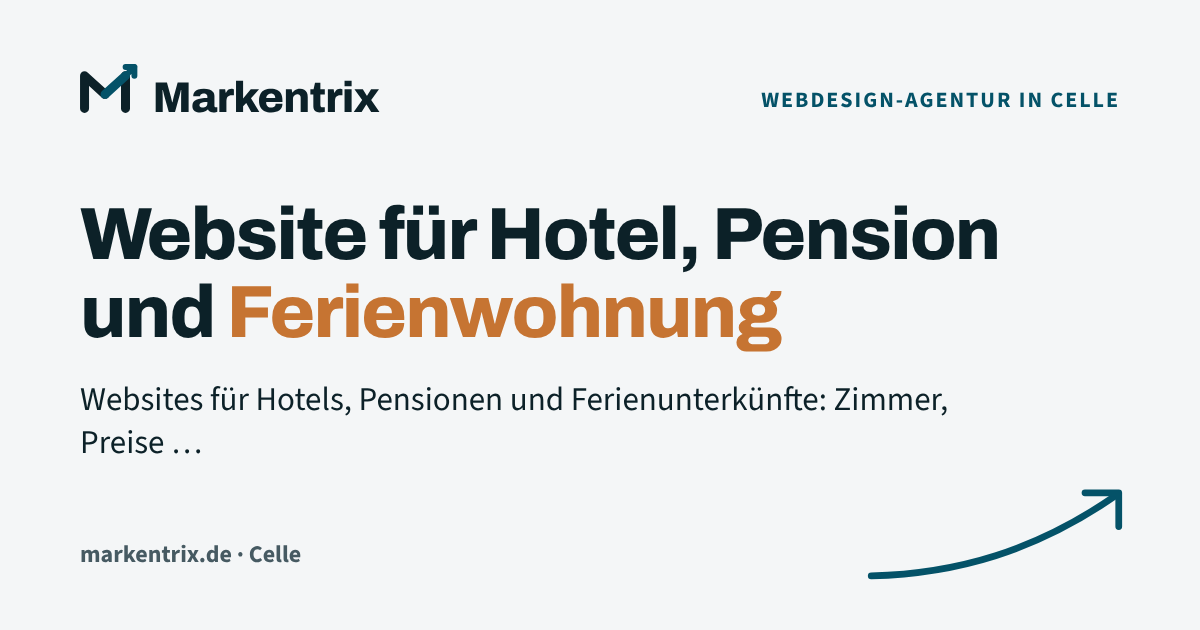 Markentrix
WEBDESIGN-AGENTUR IN CELLE
Website für Hotel, Pension
und Ferienwohnung
Websites für Hotels, Pensionen und Ferienunterkünfte: Zimmer,
Preise …
markentrix.de · Celle